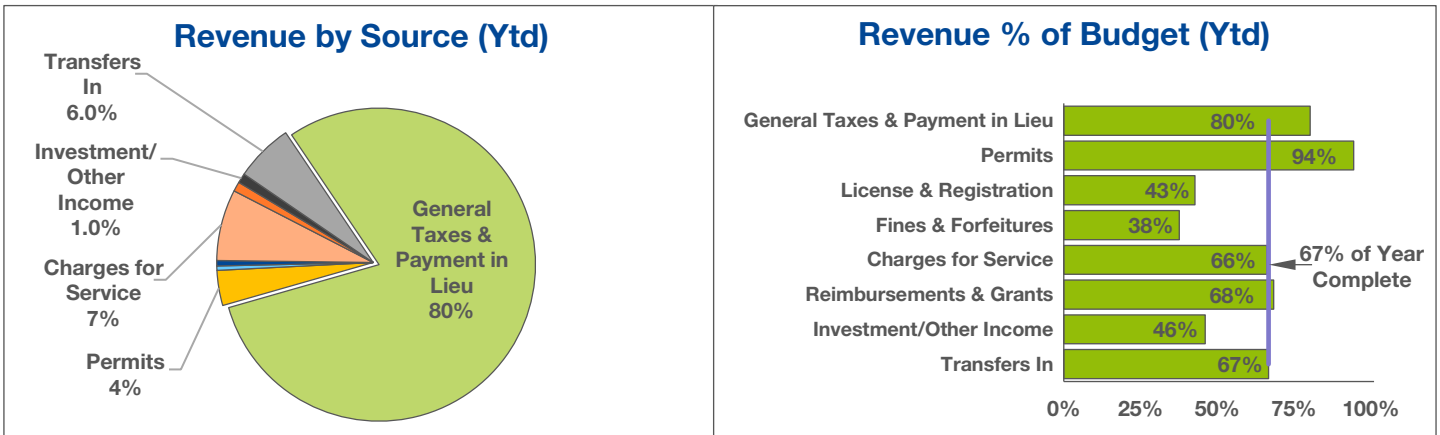 Revenue by Source (Ytd)
Transfers
In
6.0%
Investment/
Other
Income
1.0%
Charges for
Service
7%
Permits
4%
General
Taxes &
Payment in
Lieu
80%
Revenue % of Budget (Ytd)
General Taxes & Payment in Lieu 80%
Permits 94%
License & Registration 43%
Fines & Forfeitures 38%
Charges for Service 66%
Reimbursements & Grants 68%
Investment/Other Income 46%
Transfers In 67%
67% of Year
Complete
0% 25% 50% 75% 100%